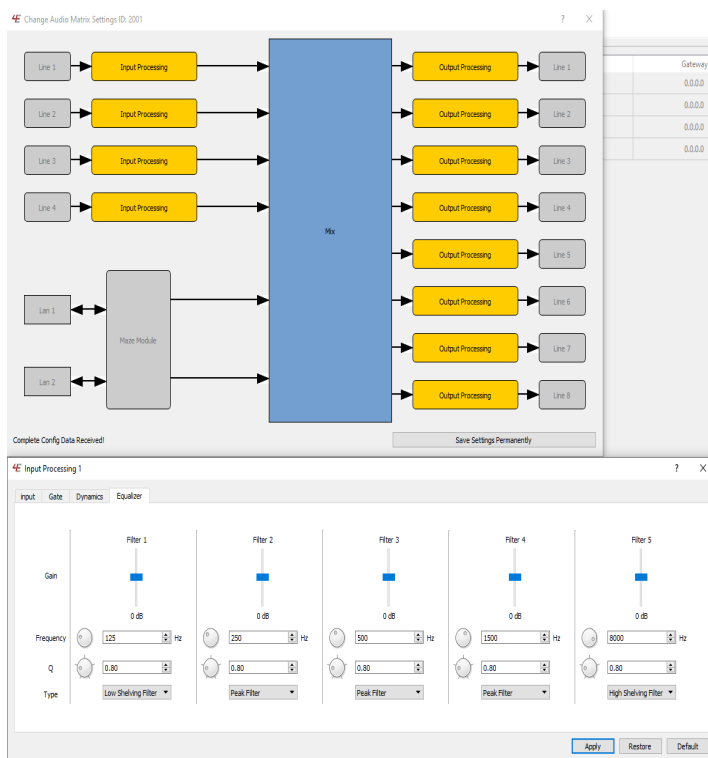 Change Audio Matrix Settings ID: 2001 ? X
Gateway
Line 1 Input Processing Output Processing Line 1
0.0.0.0
0.0.0.0
Line 2 Input Processing Output Processing Line 2
0.0.0.0
0.0.0.0
Line 3 Input Processing Output Processing Line 3
Line 4 Input Processing Output Processing Line 4
Mix
Output Processing Line 5
Lan 1 Output Processing Line 6
Maze Module
Output Processing Line 7
Lan 2 Output Processing Line 8
Complete Config Data Received! Save Settings Permanently
Input Processing 1 ? X
input Gate Dynamics Equalizer
Filter 1 Filter 2 Filter 3 Filter 4 Filter 5
Gain
0 dB 0 dB 0 dB 0 dB 0 dB
Frequency 125 Hz 250 Hz 500 Hz 1500 Hz 8000 Hz
Q 0.80 0.80 0.80 0.80 0.80
Type Low Shelving Filter Peak Filter Peak Filter Peak Filter High Shelving Filter
Apply Restore Default